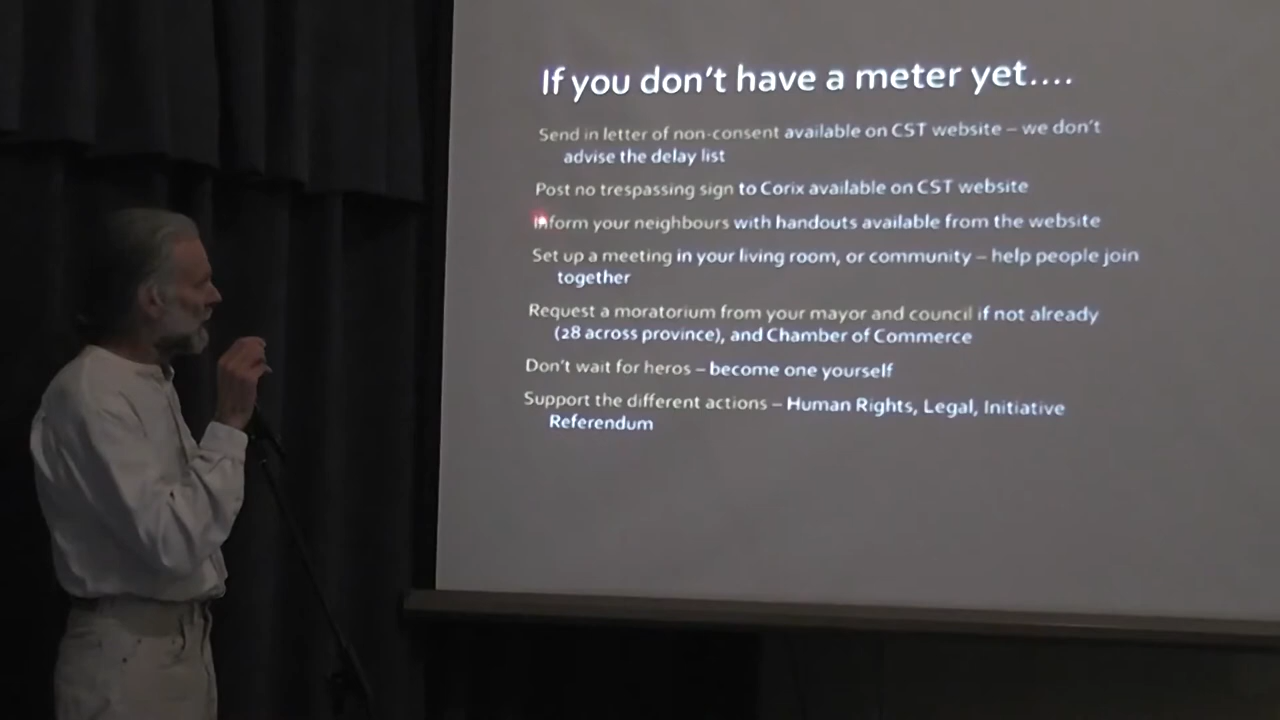 If you don't have a meter yet....
Send in letter of non-consent available on CST website – we don't
advise the delay list
Post no trespassing sign to Corix available on CST website
Inform your neighbours with handouts available from the website
Set up a meeting in your living room, or community – help people join
together
Request a moratorium from your mayor and council if not already
(28 across province), and Chamber of Commerce
Don't wait for heros – become one yourself
Support the different actions – Human Rights, Legal, Initiative
Referendum